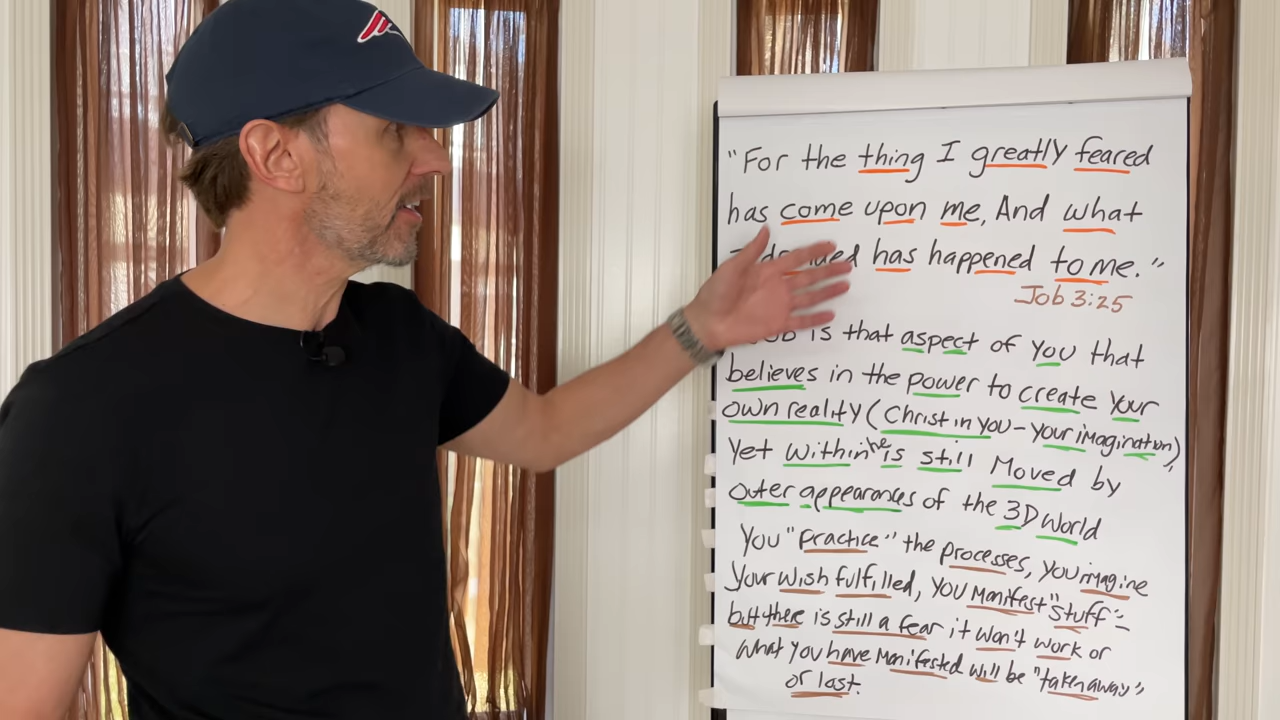 "For the thing I greatly feared
has come upon me, And what
has happened to me."
Job 3:25
is that aspect of you that
believes in the power to create your
own reality (Christ in you - your imagination),
yet within he is still Moved by
outer appearances of the 3D world
You "practice" the processes, you imagine
your wish fulfilled, you manifest "stuff" -
but there is still a fear it won't work or
what you have manifested will be "taken away",
or lost.